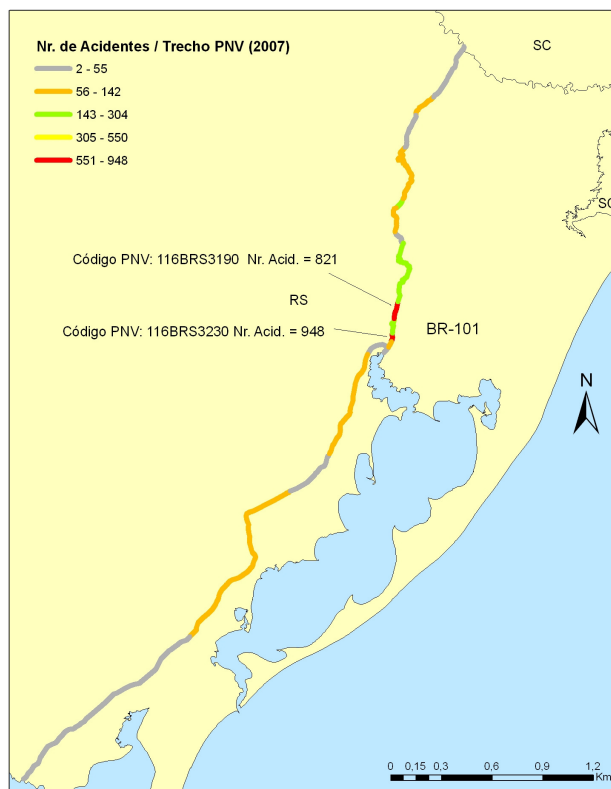 Nr. de Acidentes / Trecho PNV (2007)
2 - 55
56 - 142
143 - 304
305 - 550
551 - 948
SC
SC
Código PNV: 116BRS3190 Nr. Acid. = 821
RS
Código PNV: 116BRS3230 Nr. Acid. = 948
BR-101
N
0 0,15 0,3 0,6 0,9 1,2
Km